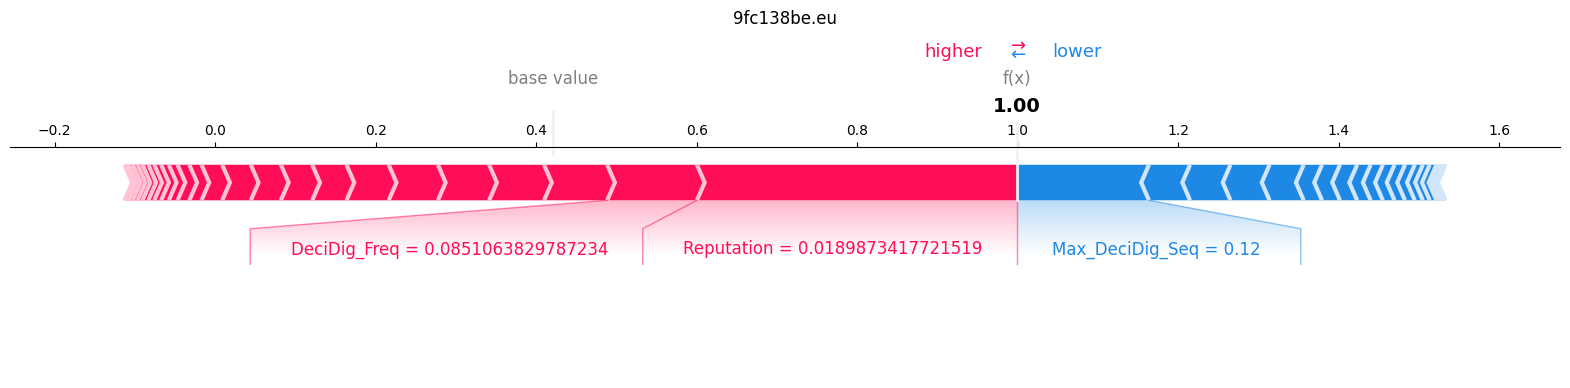 9fc138be.eu
higher ⇄ lower
base value f(x)
1.00
−0.2 0.0 0.2 0.4 0.6 0.8 1.0 1.2 1.4 1.6
DeciDig_Freq = 0.0851063829787234 Reputation = 0.0189873417721519 Max_DeciDig_Seq = 0.12